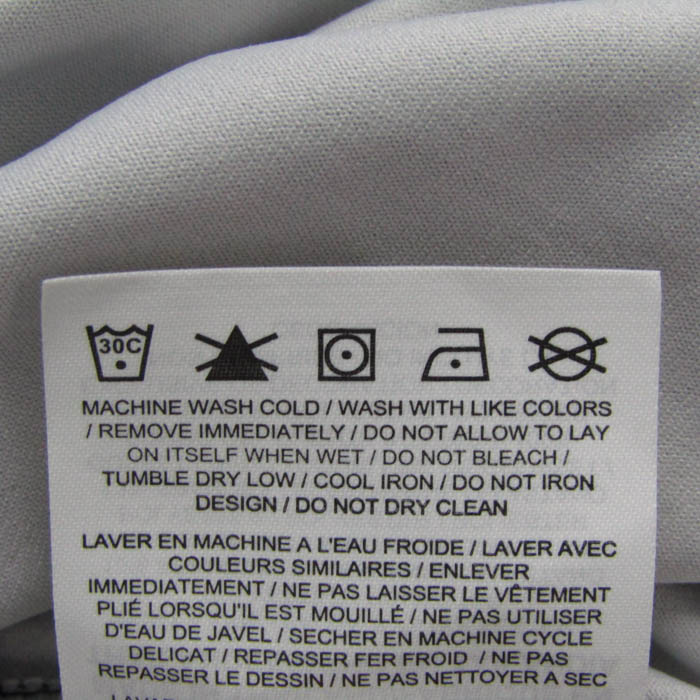 30C
MACHINE WASH COLD / WASH WITH LIKE COLORS
/ REMOVE IMMEDIATELY / DO NOT ALLOW TO LAY
ON ITSELF WHEN WET / DO NOT BLEACH /
TUMBLE DRY LOW / COOL IRON / DO NOT IRON
DESIGN / DO NOT DRY CLEAN
LAVER EN MACHINE A L'EAU FROIDE / LAVER AVEC
COULEURS SIMILAIRES / ENLEVER
IMMEDIATEMENT / NE PAS LAISSER LE VÊTEMENT
PLIÉ LORSQU'IL EST MOUILLÉ / NE PAS UTILISER
D'EAU DE JAVEL / SECHER EN MACHINE CYCLE
DELICAT / REPASSER FER FROID / NE PAS
REPASSER LE DESSIN / NE PAS NETTOYER A SEC